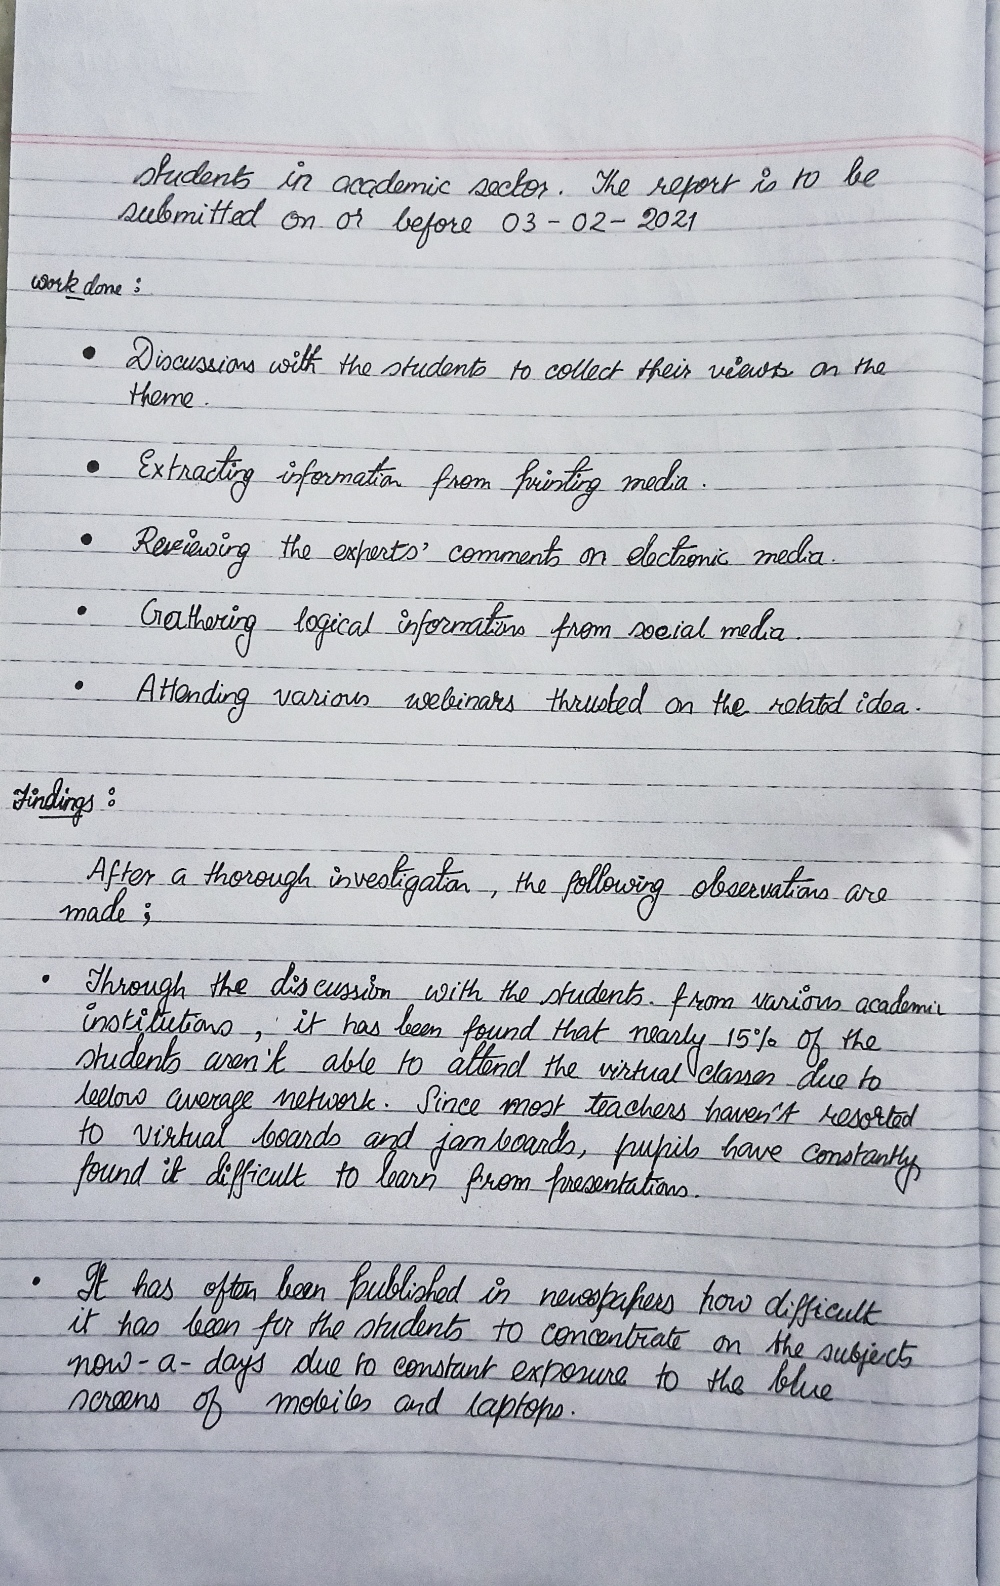 students in academic sector. The report is to be
submitted on or before 03-02-2021
work done :
• Discussions with the students to collect their views on the
theme.
• Extracting information from printing media.
• Reviewing the experts' comments on electronic media.
• Gathering logical informations from social media.
• Attending various webinars thrusted on the related idea.
Findings :
After a thorough investigation, the following observations are
made ;
• Through the discussion with the students. from various academic
institutions, it has been found that nearly 15% of the
students aren't able to attend the virtual classes due to
below average network. Since most teachers haven't resorted
to virtual boards and jamboards, pupils have constantly
found it difficult to learn from presentations.
• It has often been published in newspapers how difficult
it has been for the students to concentrate on the subjects
now-a-days due to constant exposure to the blue
screens of mobiles and laptops.